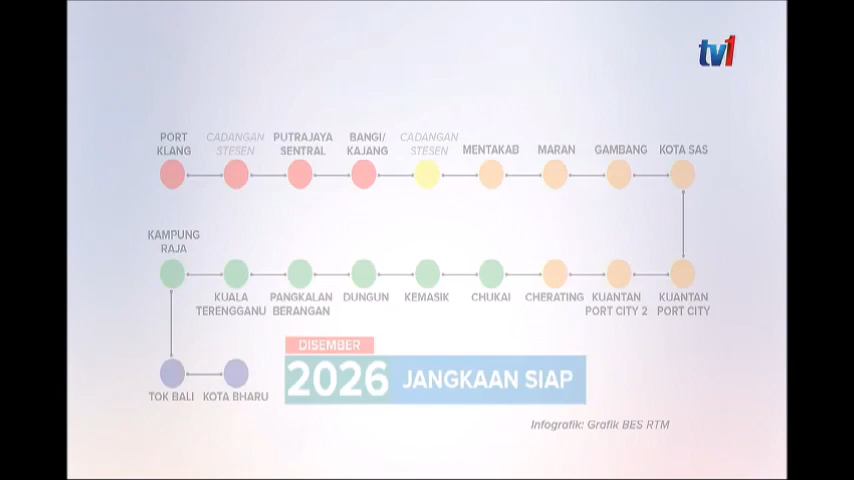 tv1
PORT
KLANG
CADANGAN
STESEN
PUTRAJAYA
SENTRAL
BANGI/
KAJANG
CADANGAN
STESEN
MENTAKAB
MARAN
GAMBANG
KOTA SAS
KAMPUNG
RAJA
KUALA
TERENGGANU
PANGKALAN
BERANGAN
DUNGUN
KEMASIK
CHUKAI
CHERATING
KUANTAN
PORT CITY 2
KUANTAN
PORT CITY
TOK BALI
KOTA BHARU
DISEMBER
2026 JANGKAAN SIAP
Infografik: Grafik BES RTM